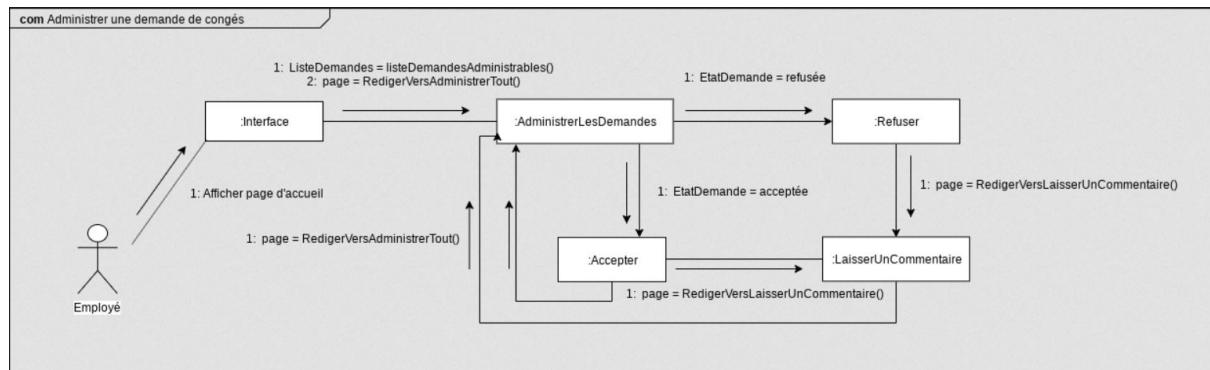 com Administrer une demande de congés
1: ListeDemandes = listeDemandesAdministrables()
2: page = RedigerVersAdministrerTout()
1: EtatDemande = refusée
:Interface
:AdministrerLesDemandes
:Refuser
1: Afficher page d'accueil
1: EtatDemande = acceptée
1: page = RedigerVersLaisserUnCommentaire()
1: page = RedigerVersAdministrerTout()
:Accepter
:LaisserUnCommentaire
1: page = RedigerVersLaisserUnCommentaire()
Employé